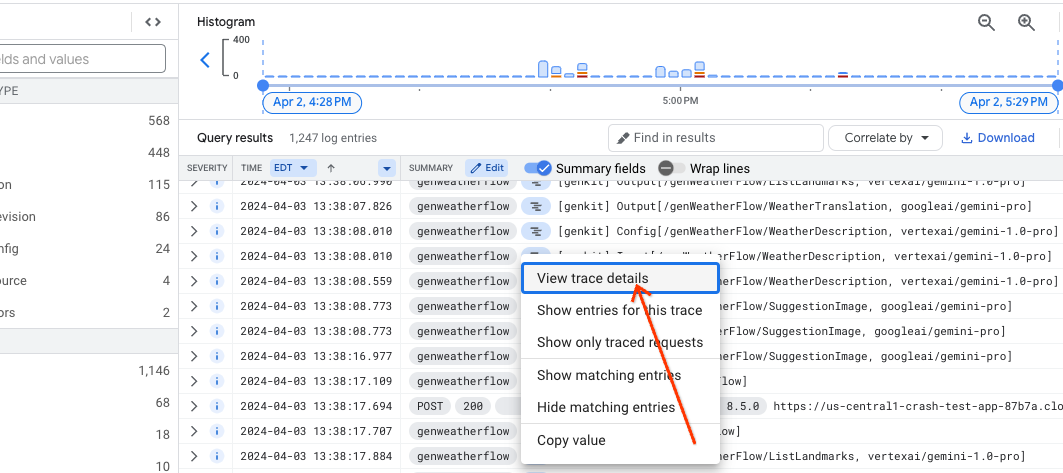 Histogram
elds and values
400
0
Apr 2, 4:28 PM
5:00 PM
Apr 2, 5:29 PM
YPE
568
448
on 115
evision 86
nfig 24
ource 4
ors 2
1,146
68
18
10
Query results 1,247 log entries Find in results Correlate by Download
SEVERITY TIME EDT SUMMARY Edit Summary fields Wrap lines
2024-04-03 13:38:06.990 genweatherflow [genkit] Output[/genWeatherFlow/ListLandmarks, vertexai/gemini-1.0-pro]
2024-04-03 13:38:07.826 genweatherflow [genkit] Output[/genWeatherFlow/WeatherTranslation, googleai/gemini-pro]
2024-04-03 13:38:08.010 genweatherflow [genkit] Config[/genWeatherFlow/WeatherDescription, vertexai/gemini-1.0-pro]
2024-04-03 13:38:08.010 genweatherflow [genkit] Input[/genWeatherFlow/WeatherDescription, vertexai/gemini-1.0-pro]
2024-04-03 13:38:08.559 genweatherflow herFlow/WeatherDescription, vertexai/gemini-1.0-pro]
2024-04-03 13:38:08.773 genweatherflow herFlow/SuggestionImage, googleai/gemini-pro]
2024-04-03 13:38:08.773 genweatherflow herFlow/SuggestionImage, googleai/gemini-pro]
2024-04-03 13:38:16.977 genweatherflow herFlow/SuggestionImage, googleai/gemini-pro]
2024-04-03 13:38:17.109 genweatherflow low]
2024-04-03 13:38:17.694 POST 200 8.5.0 https://us-central1-crash-test-app-87b7a.clo
2024-04-03 13:38:17.707 genweatherflow ow]
2024-04-03 13:38:17.884 genweatherflow herFlow/ListLandmarks, vertexai/gemini-1.0-pro]
View trace details
Show entries for this trace
Show only traced requests
Show matching entries
Hide matching entries
Copy value